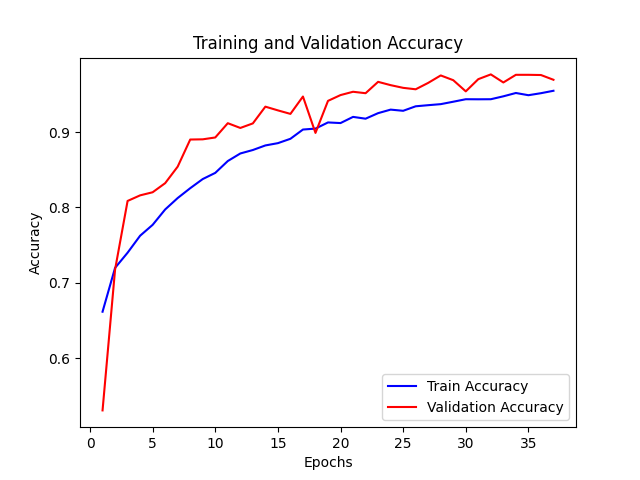 Training and Validation Accuracy
Accuracy
0.9
0.8
0.7
0.6
Train Accuracy
Validation Accuracy
0 5 10 15 20 25 30 35
Epochs